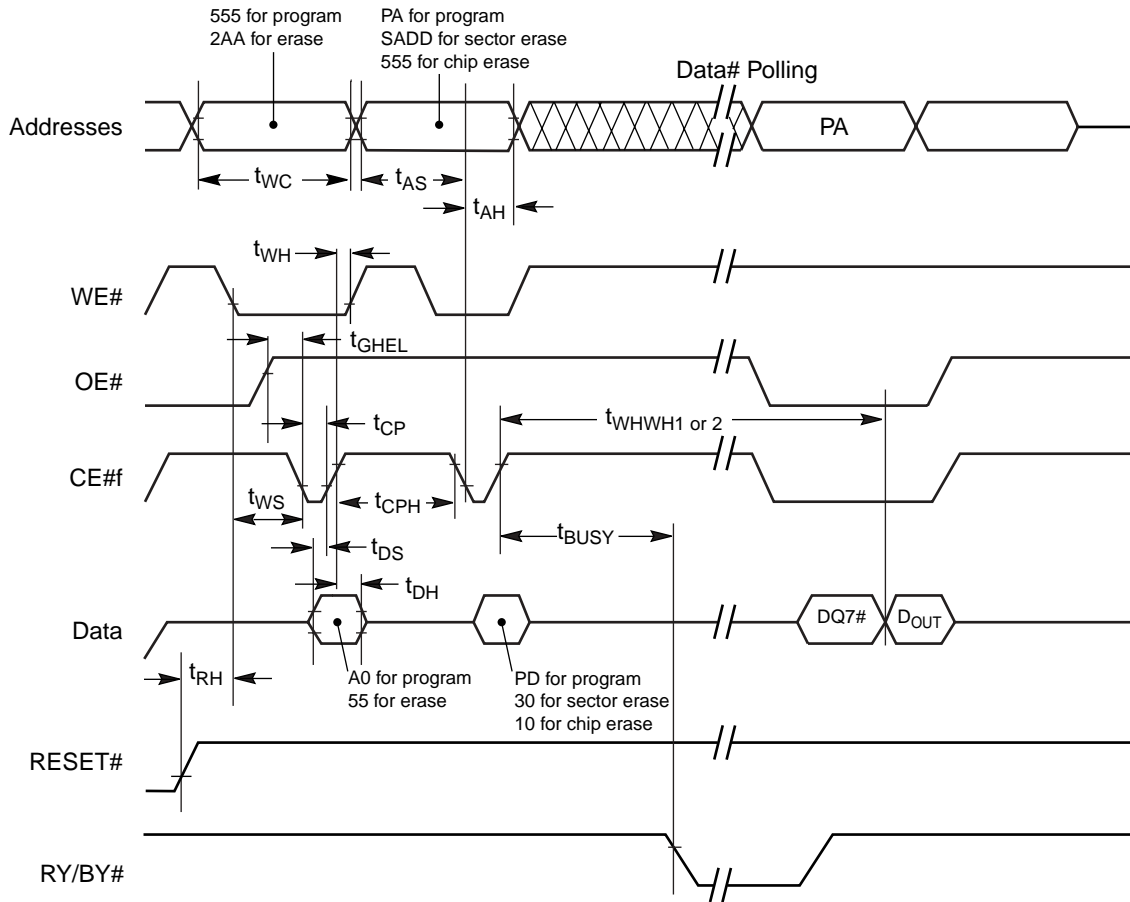 555 for program
2AA for erase
PA for program
SADD for sector erase
555 for chip erase
Data# Polling
Addresses
PA
tWC
tAS
tAH
tWH
WE#
tGHEL
OE#
tCP
tWHWH1 or 2
CE#f
tWS
tCPH
tBUSY
tDS
tDH
Data
DQ7#
DOUT
tRH
A0 for program
55 for erase
PD for program
30 for sector erase
10 for chip erase
RESET#
RY/BY#